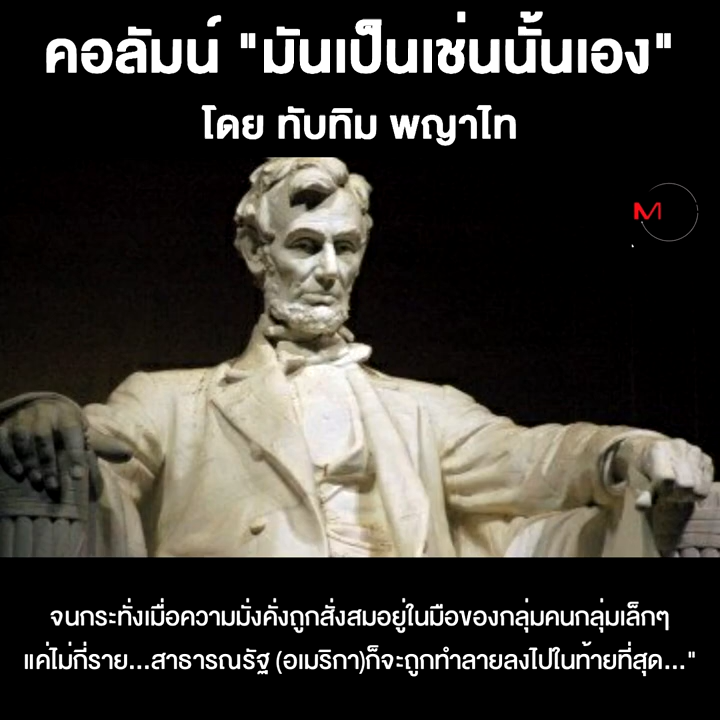 คอลัมน์ "มันเป็นเช่นนั้นเอง"
โดย ทับทิม พญาไท
M
จนกระทั่งเมื่อความมั่งคั่งถูกสั่งสมอยู่ในมือของกลุ่มคนกลุ่มเล็กๆ
แค่ไม่กี่ราย...สาธารณรัฐ (อเมริกา)ก็จะถูกทำลายลงไปในท้ายที่สุด..."